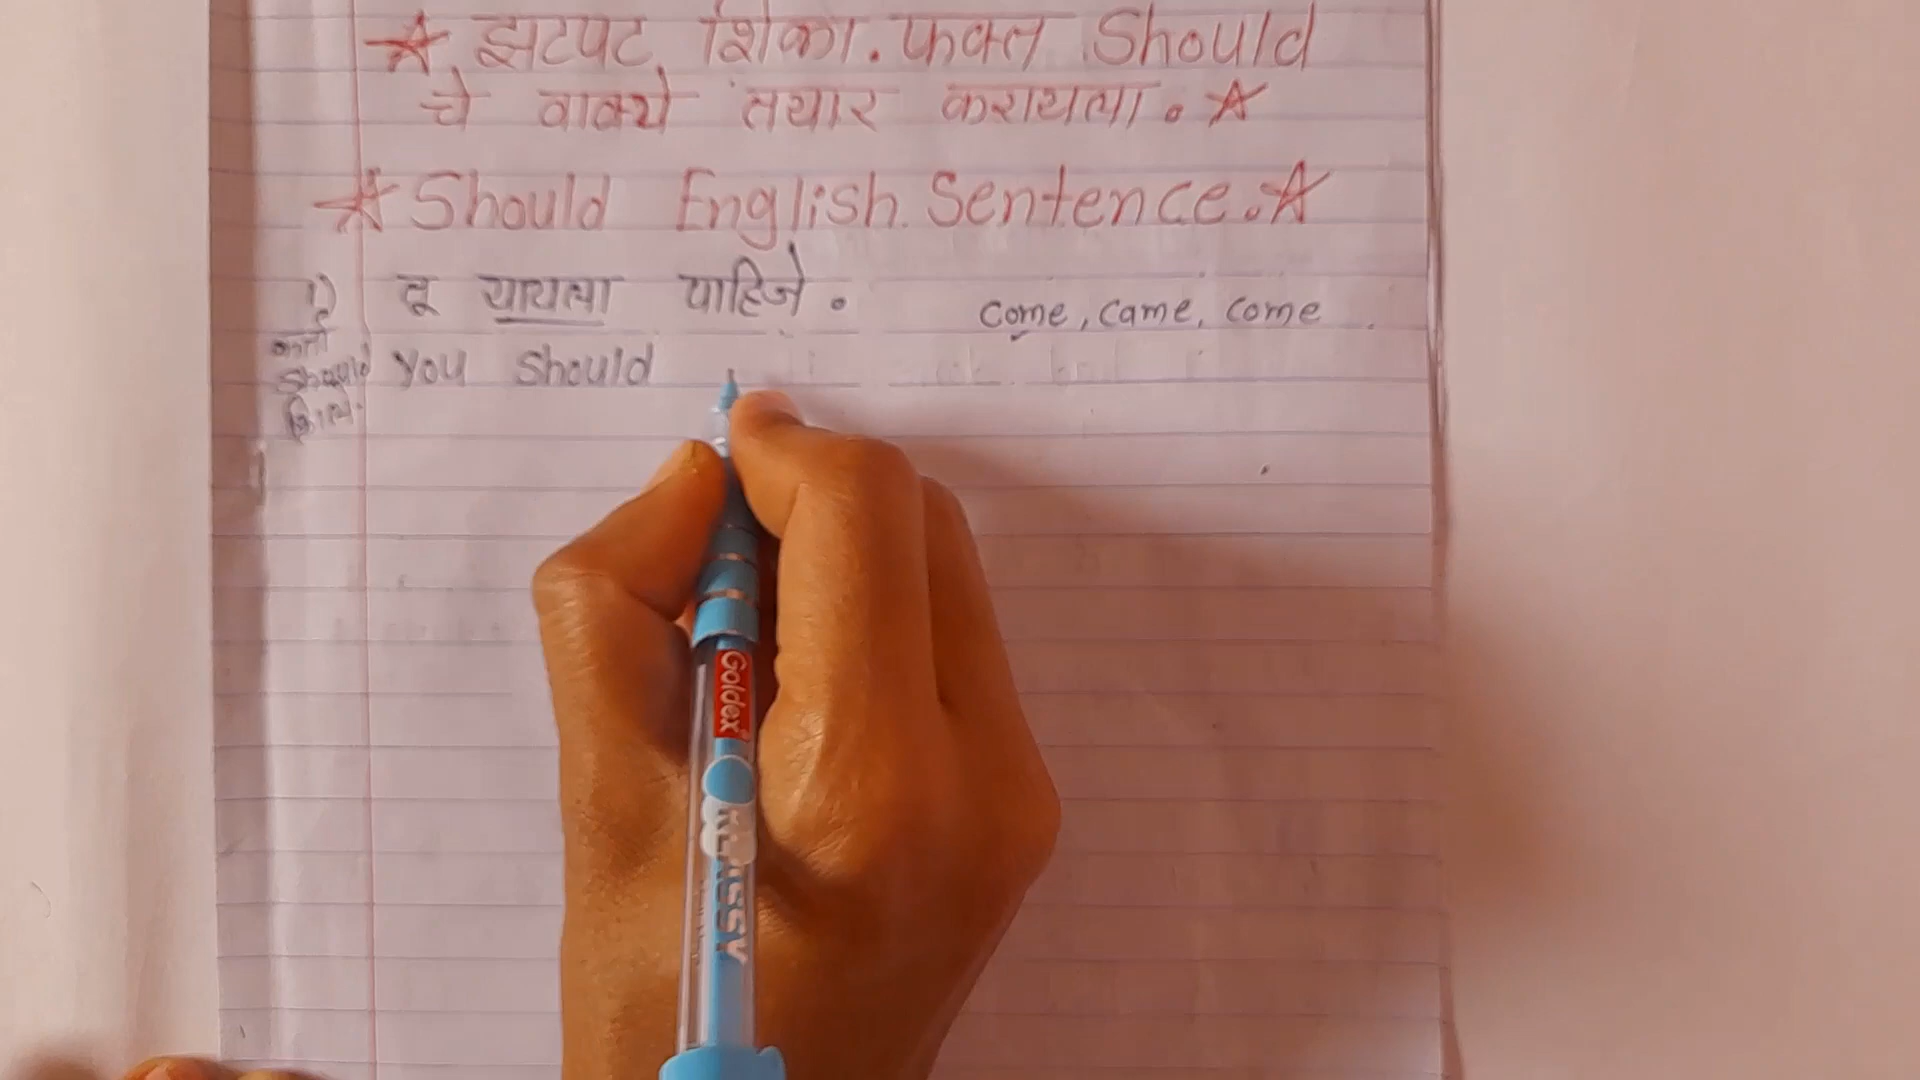 ☆ झटपट शिका. फक्त Should
चे वाक्ये तयार करायला. ☆
☆ Should English Sentence. ☆
1) तू यायला पाहिजे.
come, came, come
कर्ता
should
You should
Goldex
KLASSY